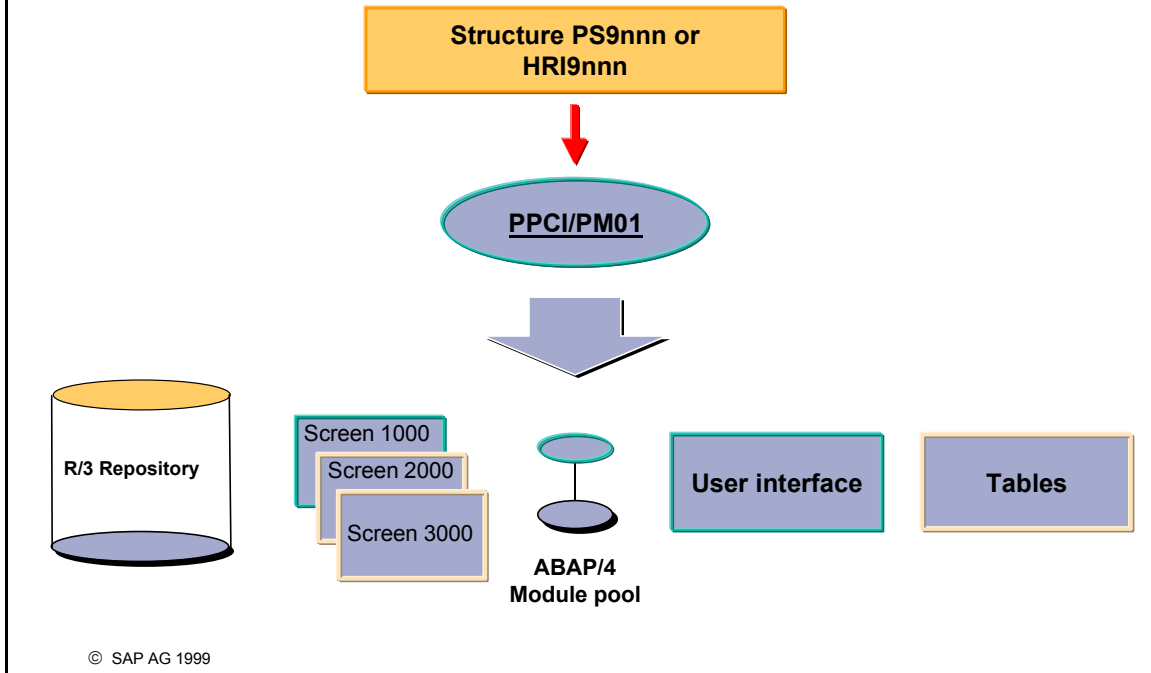 Structure PS9nnn or
HRI9nnn
PPCI/PM01
R/3 Repository
Screen 1000
Screen 2000
Screen 3000
ABAP/4
Module pool
User interface
Tables
© SAP AG 1999